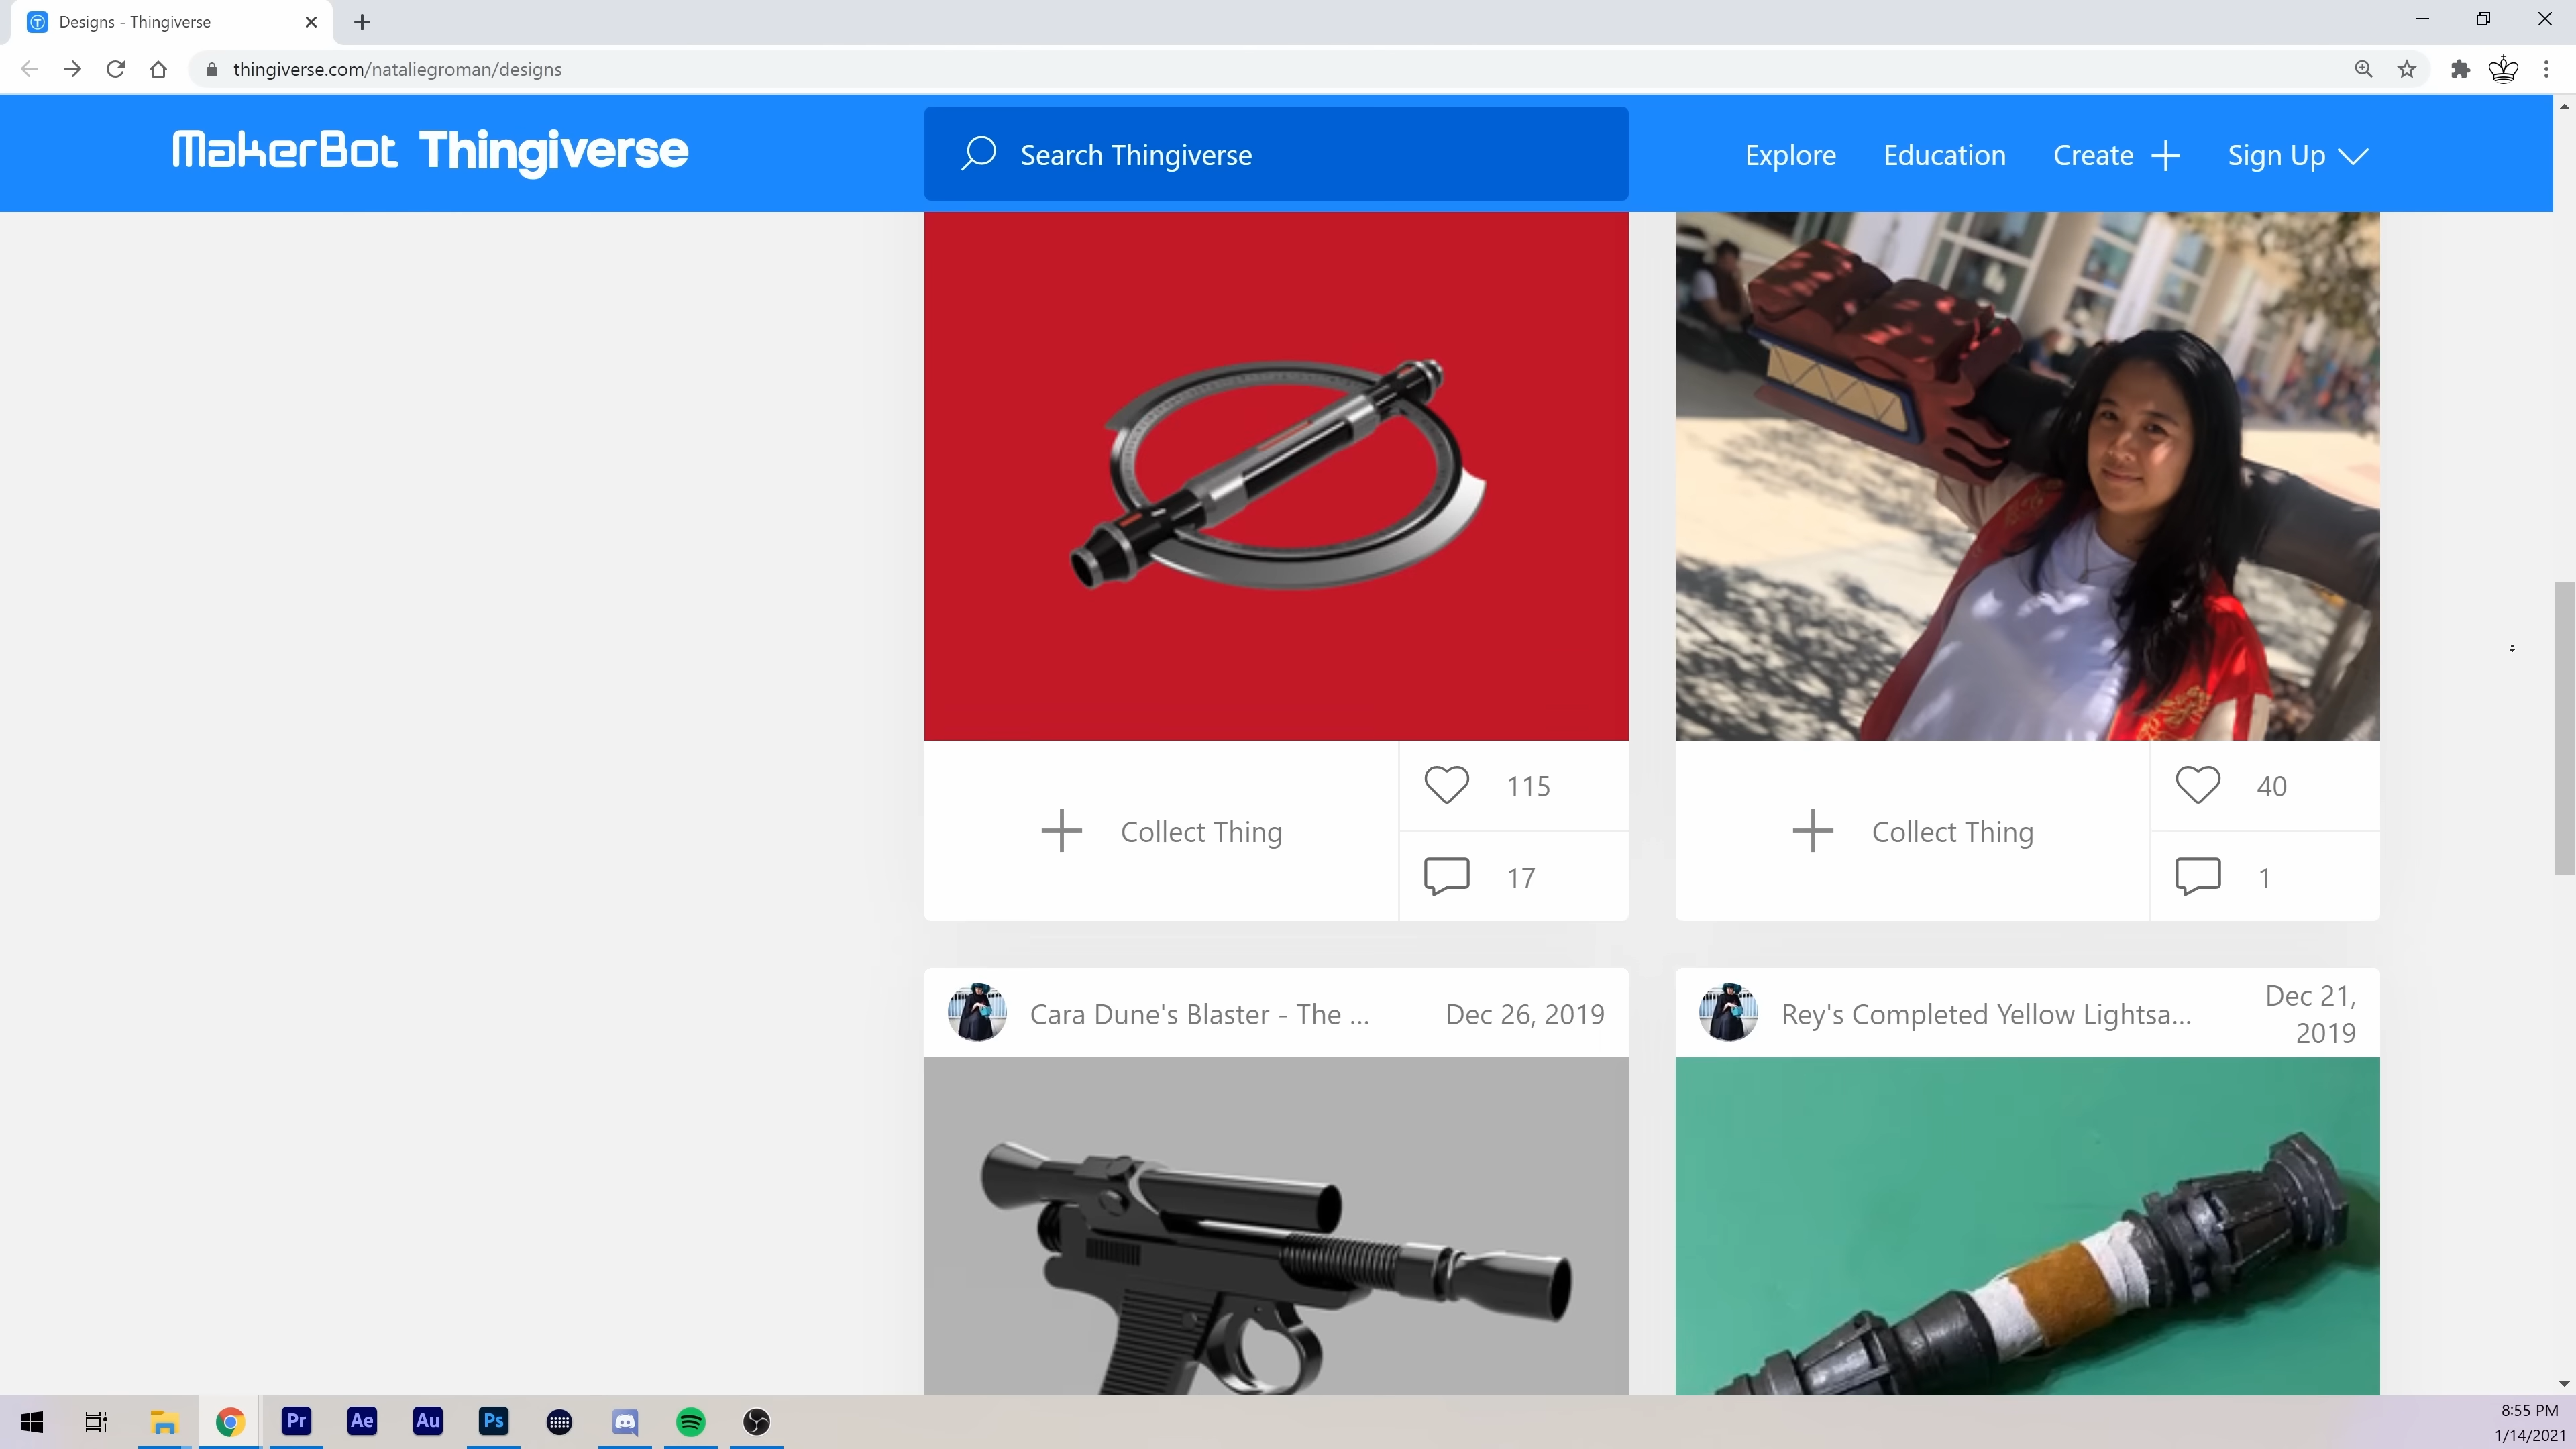 Designs - Thingiverse
thingiverse.com/nataliegroman/designs
MakerBot Thingiverse
Search Thingiverse
Explore
Education
Create
Sign Up
Collect Thing
115
17
Collect Thing
40
1
Cara Dune's Blaster - The ...
Dec 26, 2019
Rey's Completed Yellow Lightsa...
Dec 21,
2019
Pr
Ae
Au
Ps
8:55 PM
1/14/2021